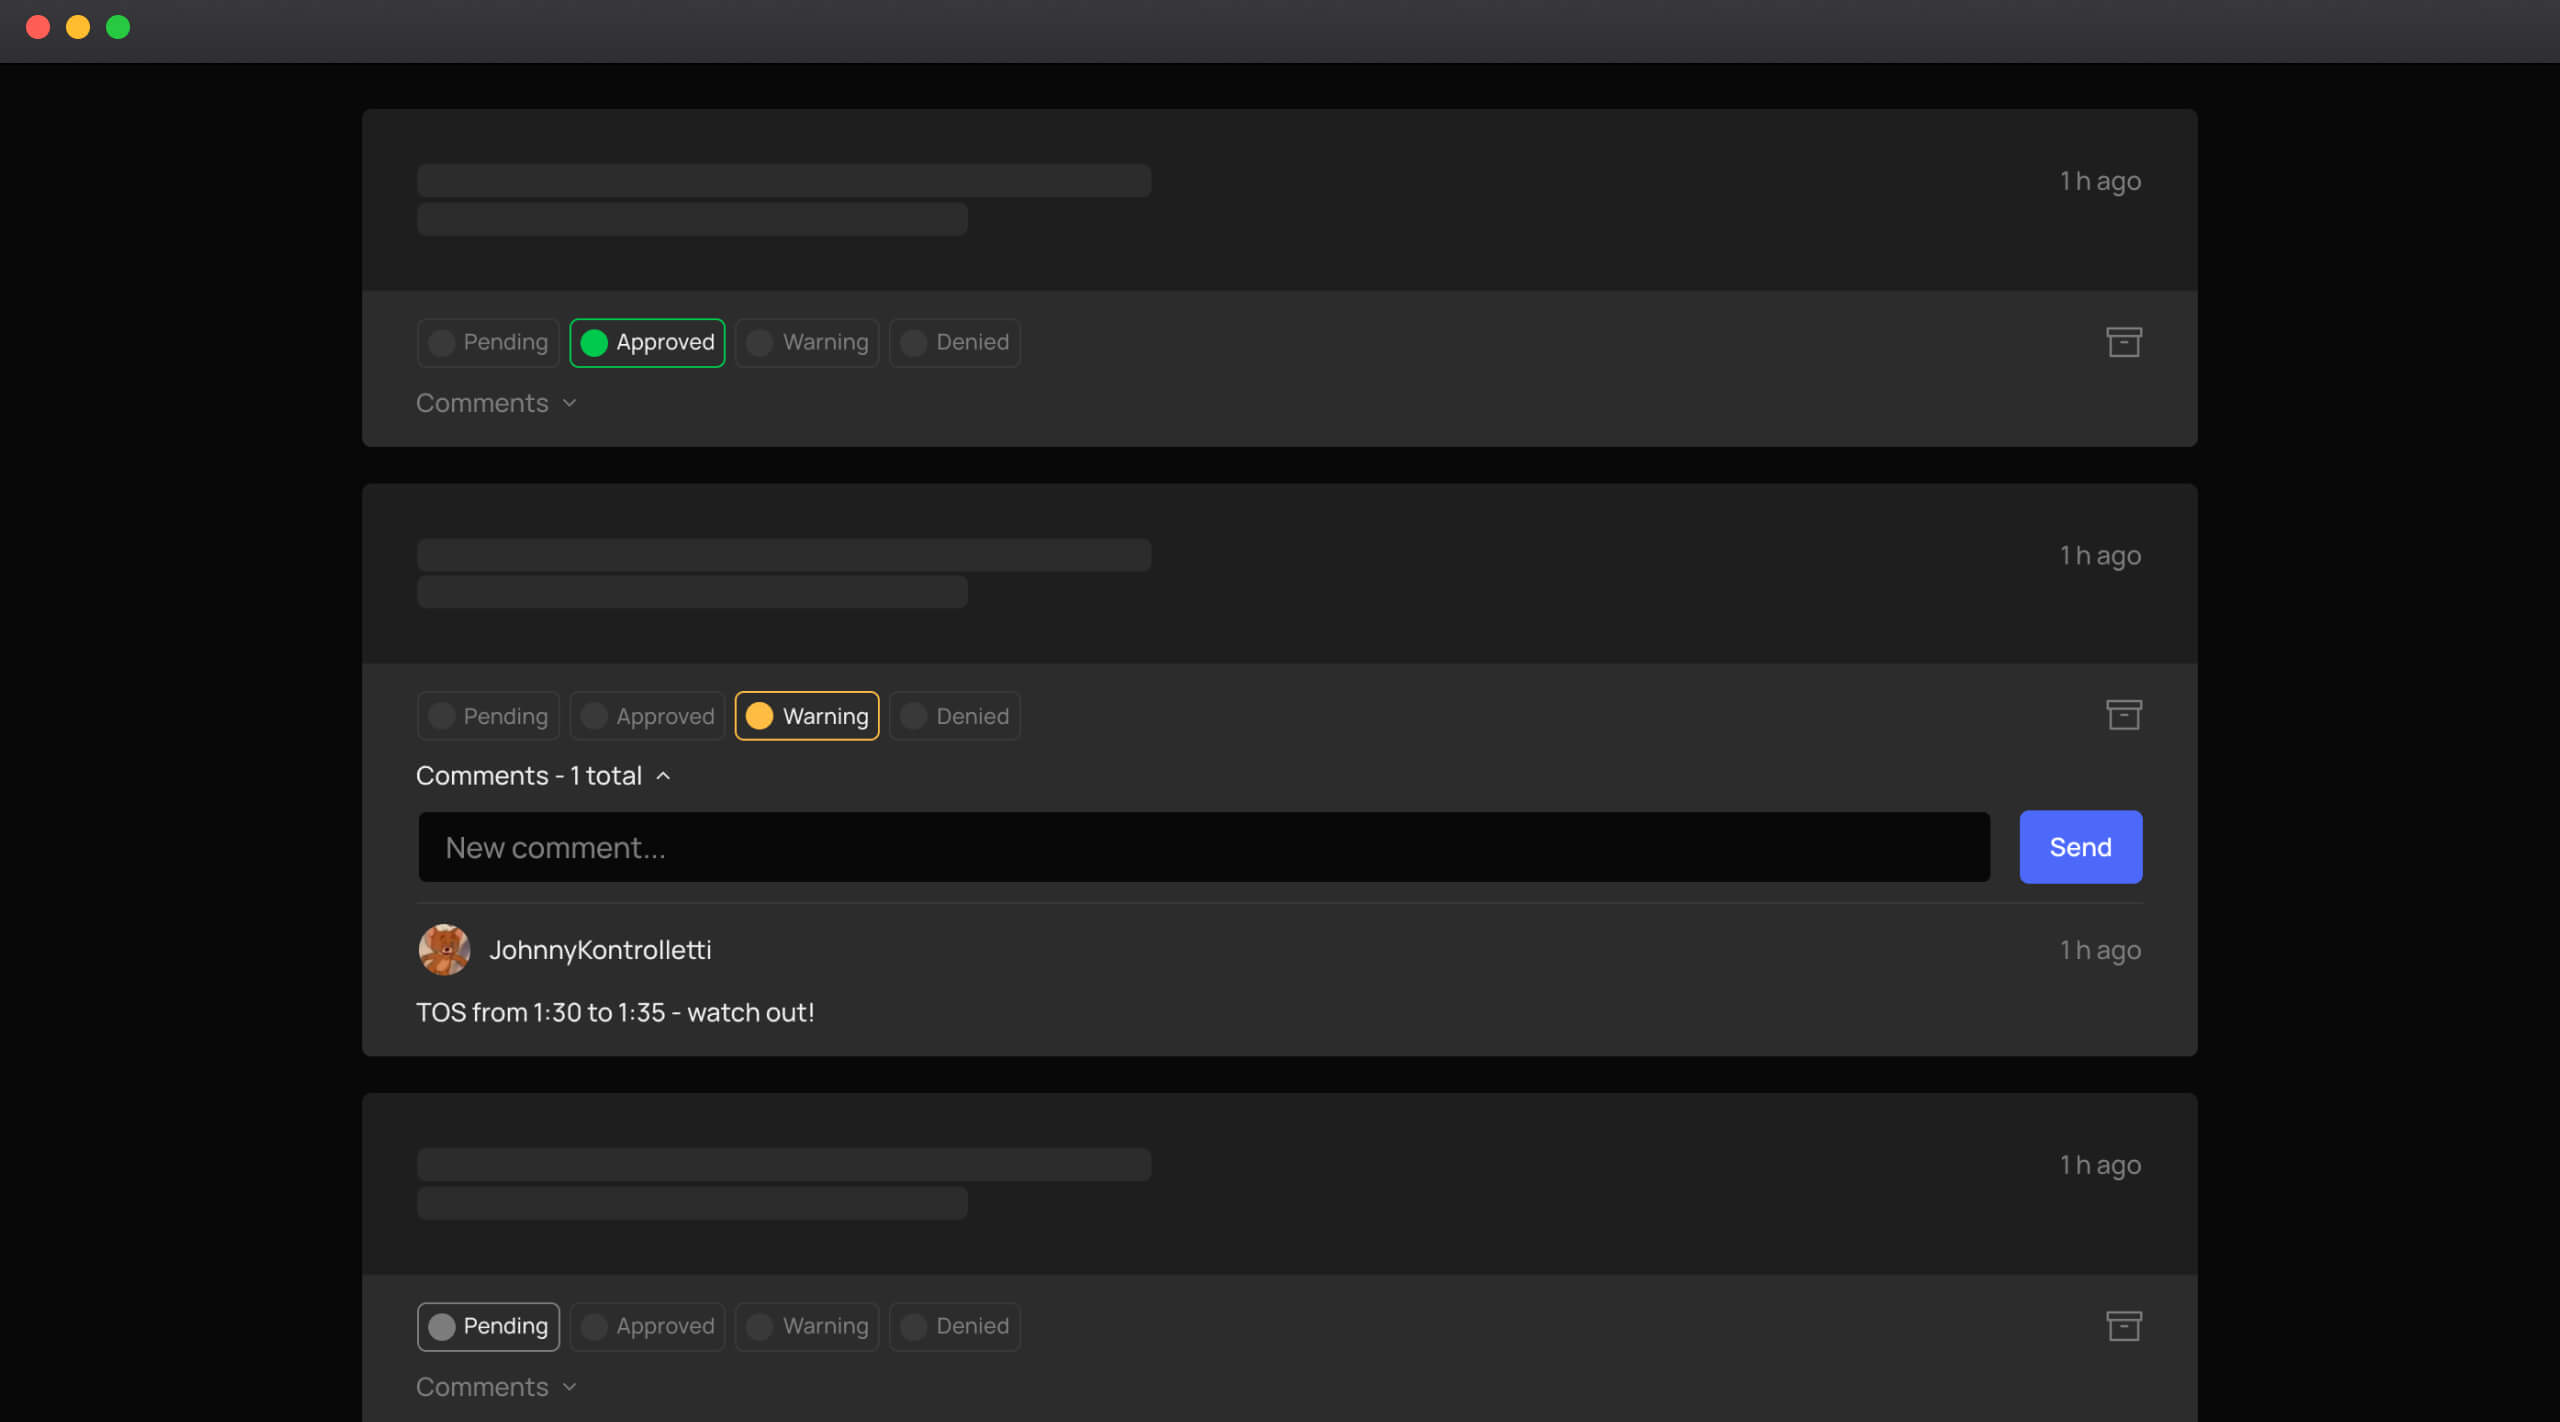 1 h ago
Pending Approved Warning Denied
Comments
1 h ago
Pending Approved Warning Denied
Comments - 1 total
New comment... Send
JohnnyKontrolletti 1 h ago
TOS from 1:30 to 1:35 - watch out!
1 h ago
Pending Approved Warning Denied
Comments